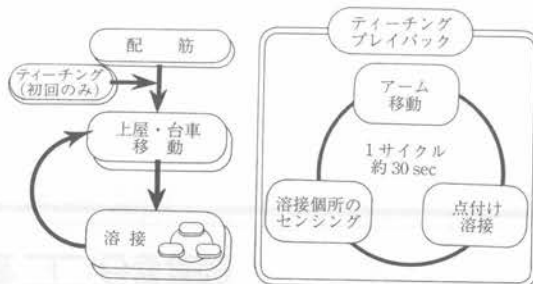 配筋
ティーチング
(初回のみ)
上屋・台車
移動
溶接
ティーチング
プレイバック
アーム
移動
1サイクル
約30 sec
溶接個所の
センシング
点付け
溶接